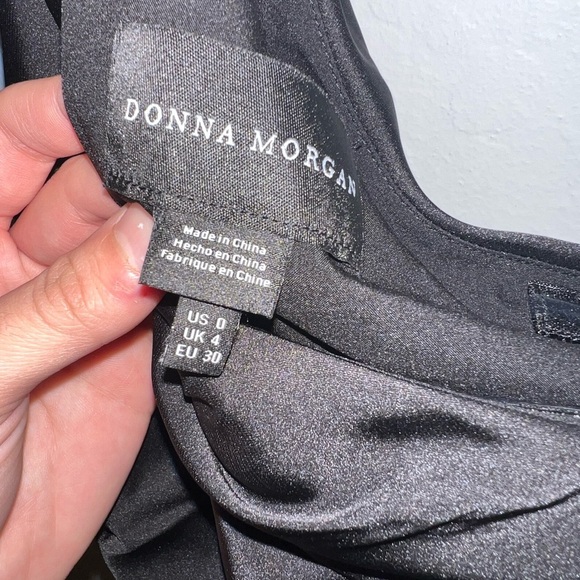 DONNA MORGAN
Made in China
Hecho en China
Fabrique en Chine
US 0
UK 4
EU 30